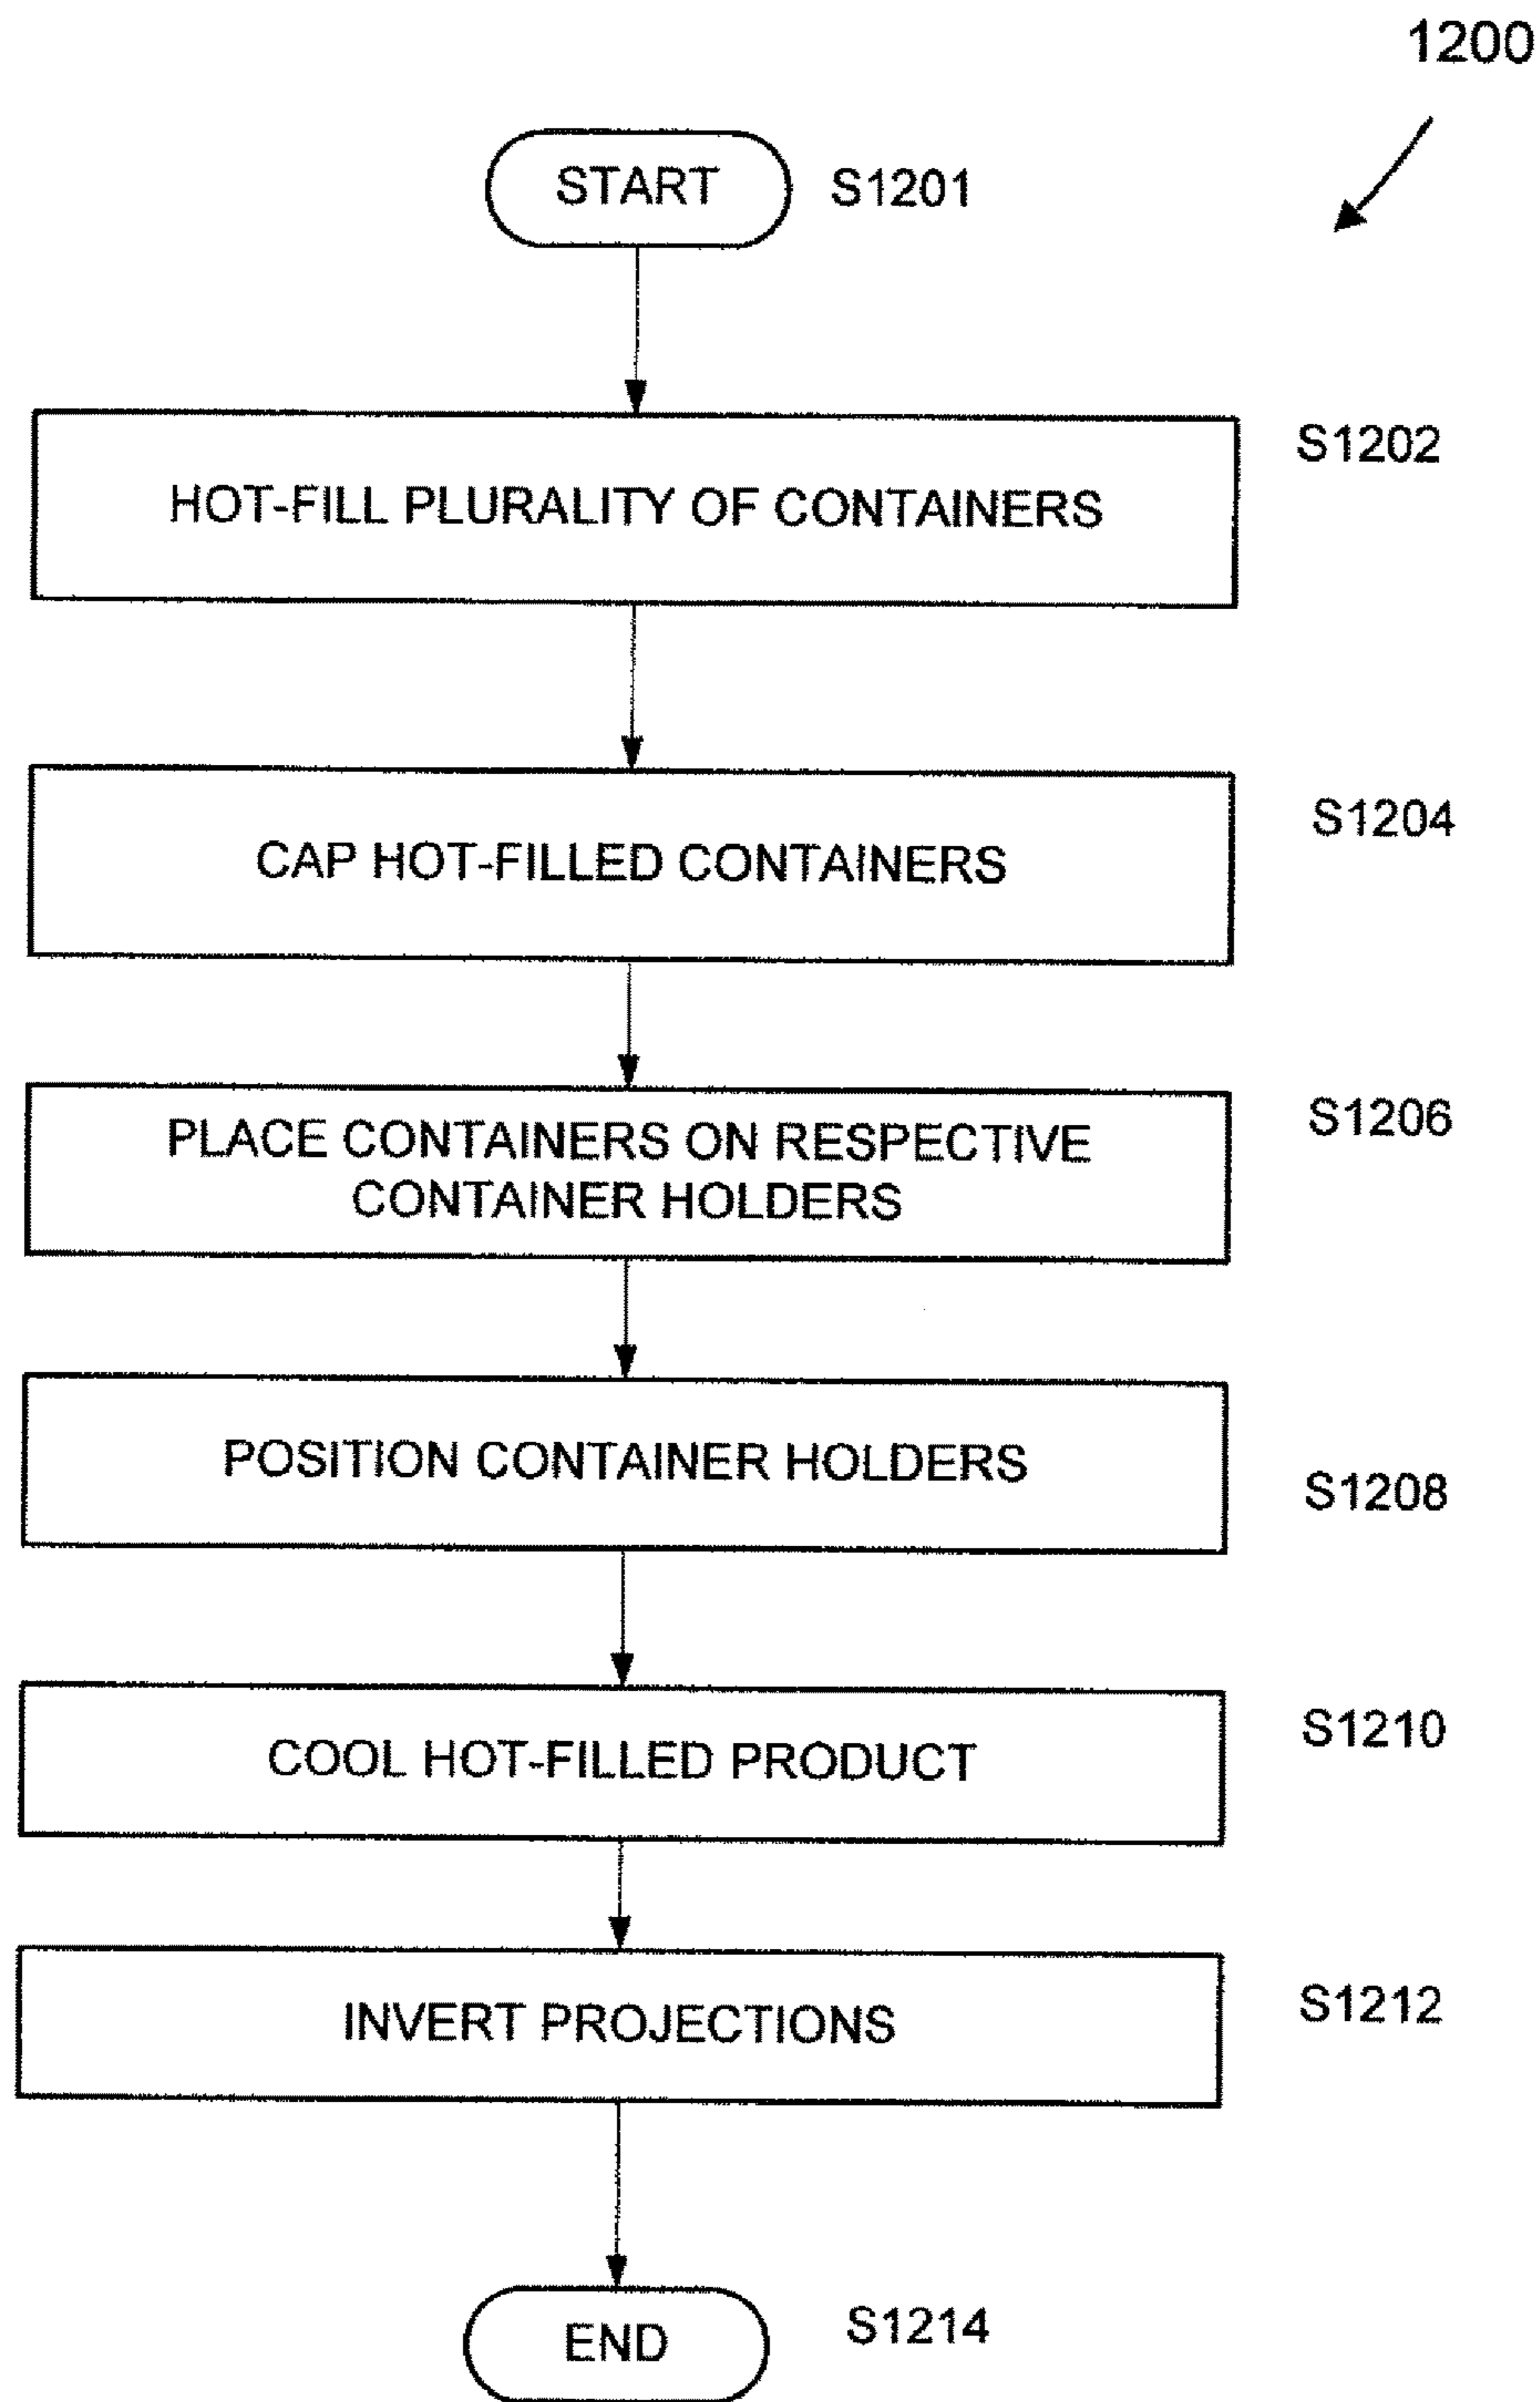 1200
START
S1201
HOT-FILL PLURALITY OF CONTAINERS
S1202
CAP HOT-FILLED CONTAINERS
S1204
PLACE CONTAINERS ON RESPECTIVE
CONTAINER HOLDERS
S1206
POSITION CONTAINER HOLDERS
S1208
COOL HOT-FILLED PRODUCT
S1210
INVERT PROJECTIONS
S1212
END
S1214